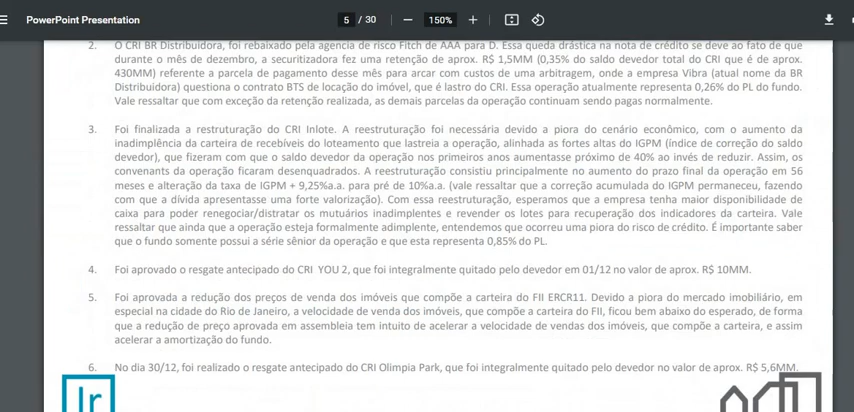 PowerPoint Presentation
5 / 30
150%
2. O CRI BR Distribuidora, foi rebaixado pela agencia de risco Fitch de AAA para D. Essa queda drástica na nota de crédito se deve ao fato de que
durante o mês de dezembro, a securitizadora fez uma retenção de aprox. R$ 1,5MM (0,35% do saldo devedor total do CRI que é de aprox.
430MM) referente a parcela de pagamento desse mês para arcar com custos de uma arbitragem, onde a empresa Vibra (atual nome da BR
Distribuidora) questiona o contrato BTS de locação do imóvel, que é lastro do CRI. Essa operação atualmente representa 0,26% do PL do fundo.
Vale ressaltar que com exceção da retenção realizada, as demais parcelas da operação continuam sendo pagas normalmente.
3. Foi finalizada a restruturação do CRI Inlote. A reestruturação foi necessária devido a piora do cenário econômico, com o aumento da
inadimplência da carteira de recebíveis do loteamento que lastreia a operação, alinhada as fortes altas do IGPM (índice de correção do saldo
devedor), que fizeram com que o saldo devedor da operação nos primeiros anos aumentasse próximo de 40% ao invés de reduzir. Assim, os
convenants da operação ficaram desenquadrados. A reestruturação consistiu principalmente no aumento do prazo final da operação em 56
meses e alteração da taxa de IGPM + 9,25%a.a. para pré de 10%a.a. (vale ressaltar que a correção acumulada do IGPM permaneceu, fazendo
com que a dívida apresentasse uma forte valorização). Com essa reestruturação, esperamos que a empresa tenha maior disponibilidade de
caixa para poder renegociar/distratar os mutuários inadimplentes e revender os lotes para recuperação dos indicadores da carteira. Vale
ressaltar que ainda que a operação esteja formalmente adimplente, entendemos que ocorreu uma piora do risco de crédito. É importante saber
que o fundo somente possui a série sênior da operação e que esta representa 0,85% do PL.
4. Foi aprovado o resgate antecipado do CRI YOU 2, que foi integralmente quitado pelo devedor em 01/12 no valor de aprox. R$ 10MM.
5. Foi aprovada a redução dos preços de venda dos imóveis que compõe a carteira do FII ERCR11. Devido a piora do mercado imobiliário, em
especial na cidade do Rio de Janeiro, a velocidade de venda dos imóveis, que compõe a carteira do FII, ficou bem abaixo do esperado, de forma
que a redução de preço aprovada em assembleia tem intuito de acelerar a velocidade de vendas dos imóveis, que compõe a carteira, e assim
acelerar a amortização do fundo.
6. No dia 30/12, foi realizado o resgate antecipado do CRI Olimpia Park, que foi integralmente quitado pelo devedor no valor de aprox. R$ 5,6MM.
Ir